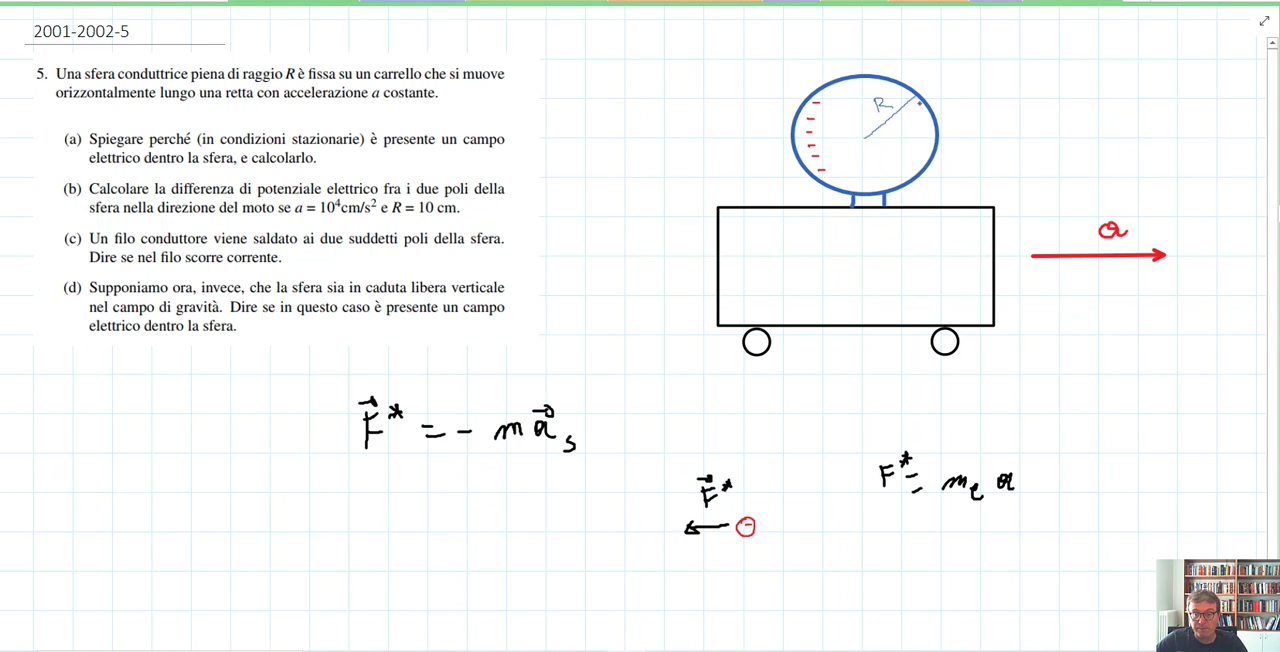 2001-2002-5
5. Una sfera conduttrice piena di raggio R è fissa su un carrello che si muove
orizzontalmente lungo una retta con accelerazione a costante.
(a) Spiegare perché (in condizioni stazionarie) è presente un campo
elettrico dentro la sfera, e calcolarlo.
(b) Calcolare la differenza di potenziale elettrico fra i due poli della
sfera nella direzione del moto se a = 10⁴cm/s² e R = 10 cm.
(c) Un filo conduttore viene saldato ai due suddetti poli della sfera.
Dire se nel filo scorre corrente.
(d) Supponiamo ora, invece, che la sfera sia in caduta libera verticale
nel campo di gravità. Dire se in questo caso è presente un campo
elettrico dentro la sfera.
R
a
F⃗* = - m a⃗ₛ
F⃗*
F* = mₑ a